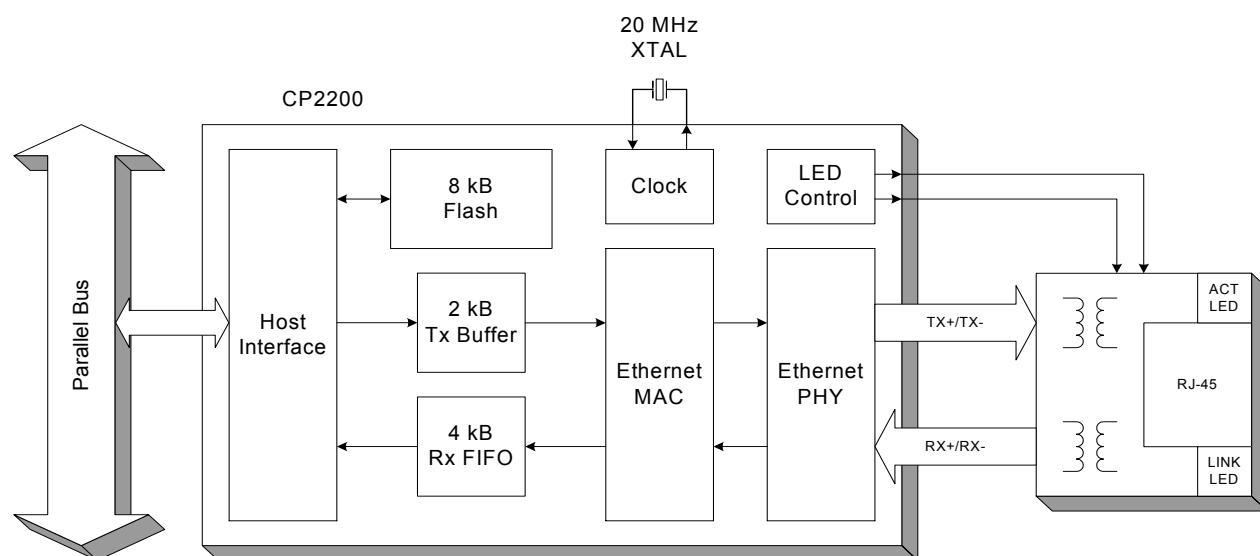 20 MHz
XTAL
CP2200
8 kB
Flash
Clock
LED
Control
Parallel Bus
Host
Interface
2 kB
Tx Buffer
4 kB
Rx FIFO
Ethernet
MAC
Ethernet
PHY
TX+/TX-
RX+/RX-
ACT
LED
RJ-45
LINK
LED